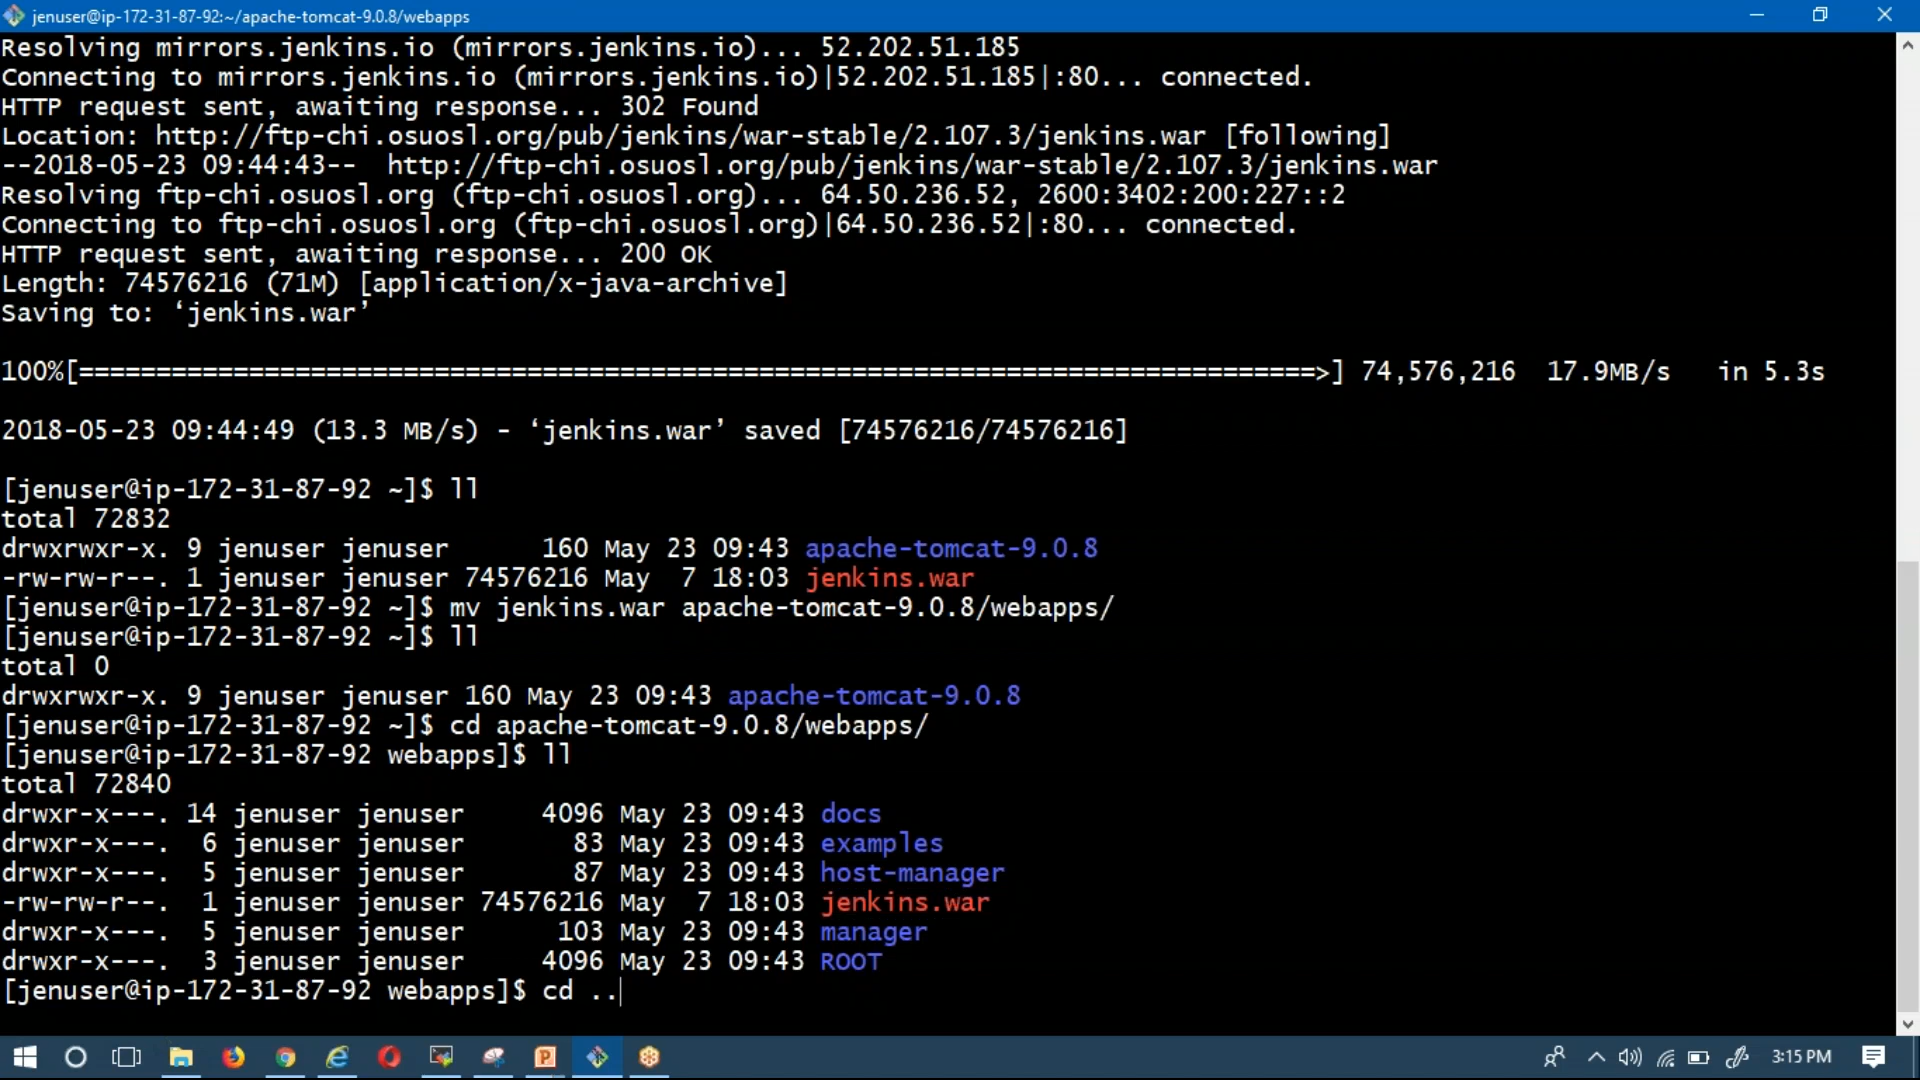 jenuser@ip-172-31-87-92:~/apache-tomcat-9.0.8/webapps
Resolving mirrors.jenkins.io (mirrors.jenkins.io)... 52.202.51.185
Connecting to mirrors.jenkins.io (mirrors.jenkins.io)|52.202.51.185|:80... connected.
HTTP request sent, awaiting response... 302 Found
Location: http://ftp-chi.osuosl.org/pub/jenkins/war-stable/2.107.3/jenkins.war [following]
--2018-05-23 09:44:43--  http://ftp-chi.osuosl.org/pub/jenkins/war-stable/2.107.3/jenkins.war
Resolving ftp-chi.osuosl.org (ftp-chi.osuosl.org)... 64.50.236.52, 2600:3402:200:227::2
Connecting to ftp-chi.osuosl.org (ftp-chi.osuosl.org)|64.50.236.52|:80... connected.
HTTP request sent, awaiting response... 200 OK
Length: 74576216 (71M) [application/x-java-archive]
Saving to: ‘jenkins.war’
100%[================================================================================>] 74,576,216  17.9MB/s   in 5.3s
2018-05-23 09:44:49 (13.3 MB/s) - ‘jenkins.war’ saved [74576216/74576216]
[jenuser@ip-172-31-87-92 ~]$ ll
total 72832
drwxrwxr-x. 9 jenuser jenuser      160 May 23 09:43 apache-tomcat-9.0.8
-rw-rw-r--. 1 jenuser jenuser 74576216 May  7 18:03 jenkins.war
[jenuser@ip-172-31-87-92 ~]$ mv jenkins.war apache-tomcat-9.0.8/webapps/
[jenuser@ip-172-31-87-92 ~]$ ll
total 0
drwxrwxr-x. 9 jenuser jenuser 160 May 23 09:43 apache-tomcat-9.0.8
[jenuser@ip-172-31-87-92 ~]$ cd apache-tomcat-9.0.8/webapps/
[jenuser@ip-172-31-87-92 webapps]$ ll
total 72840
drwxr-x---. 14 jenuser jenuser     4096 May 23 09:43 docs
drwxr-x---.  6 jenuser jenuser       83 May 23 09:43 examples
drwxr-x---.  5 jenuser jenuser       87 May 23 09:43 host-manager
-rw-rw-r--.  1 jenuser jenuser 74576216 May  7 18:03 jenkins.war
drwxr-x---.  5 jenuser jenuser      103 May 23 09:43 manager
drwxr-x---.  3 jenuser jenuser     4096 May 23 09:43 ROOT
[jenuser@ip-172-31-87-92 webapps]$ cd ..
3:15 PM